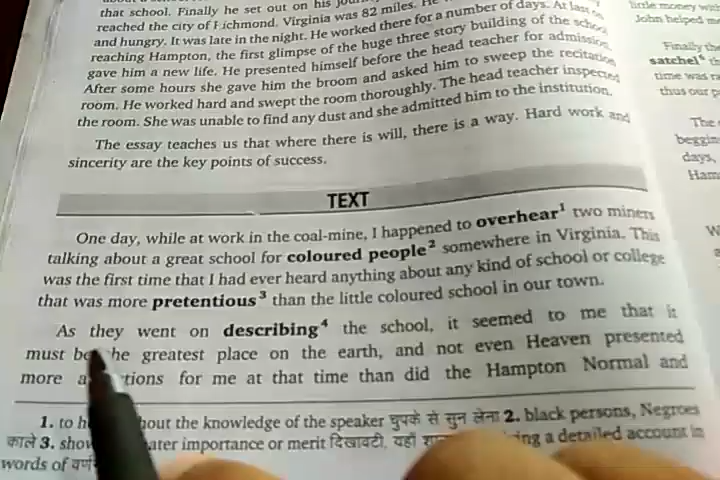 that school. Finally he set out on his
reached the city of Richmond. Virginia was 82 miles. He
and hungry. It was late in the night. He worked there for a number of days. At last on
reaching Hampton, the first glimpse of the huge three story building of the school
gave him a new life. He presented himself before the head teacher for admission.
After some hours she gave him the broom and asked him to sweep the recitation
room. He worked hard and swept the room thoroughly. The head teacher inspected
the room. She was unable to find any dust and she admitted him to the institution.
The essay teaches us that where there is will, there is a way. Hard work and
sincerity are the key points of success.
TEXT
One day, while at work in the coal-mine, I happened to overhear¹ two miners
talking about a great school for coloured people² somewhere in Virginia. This
was the first time that I had ever heard anything about any kind of school or college
that was more pretentious³ than the little coloured school in our town.
As they went on describing⁴ the school, it seemed to me that it
must be the greatest place on the earth, and not even Heaven presented
more for me at that time than did the Hampton Normal and
1. to without the knowledge of the speaker चुपके से सुन लेना 2. black persons, Negroes
काले 3. importance or merit दिखावटी, यहाँ a detailed account in
words of
little money
John helped m
Finally the
satchel⁶
time was
thus our
The
days,
Ham